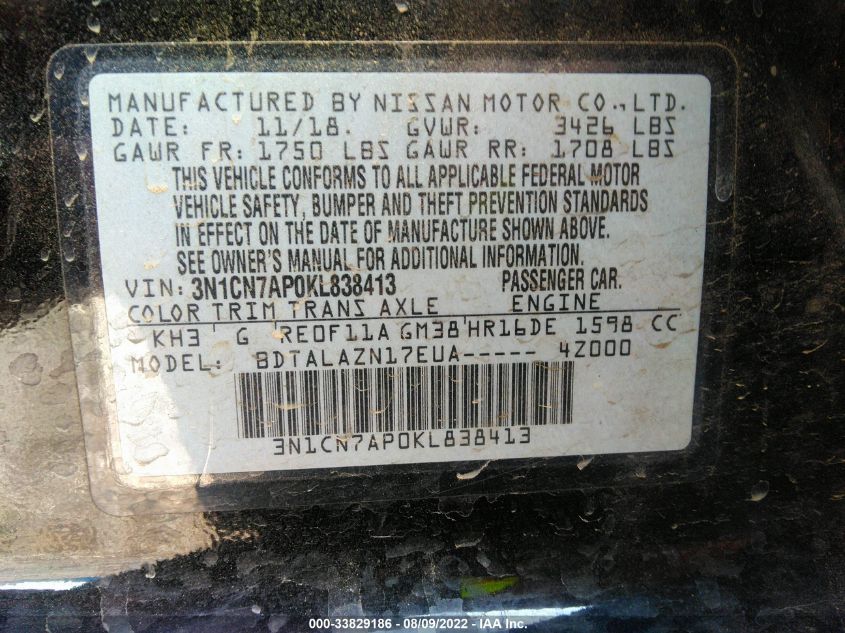 MANUFACTURED BY NISSAN MOTOR CO., LTD.
DATE: 11/18. GVWR: 3426 LBS
GAWR FR: 1750 LBS GAWR RR: 1708 LBS
THIS VEHICLE CONFORMS TO ALL APPLICABLE FEDERAL MOTOR
VEHICLE SAFETY, BUMPER AND THEFT PREVENTION STANDARDS
IN EFFECT ON THE DATE OF MANUFACTURE SHOWN ABOVE.
SEE OWNER'S MANUAL FOR ADDITIONAL INFORMATION.
VIN: 3N1CN7AP0KL838413 PASSENGER CAR.
COLOR TRIM TRANS AXLE ENGINE
KH3 G RE0F11A GM38 HR16DE 1598 CC
MODEL: BDTALAZN17EUA----- 4Z000
3N1CN7AP0KL838413
000-33829186 - 08/09/2022 - IAA Inc.